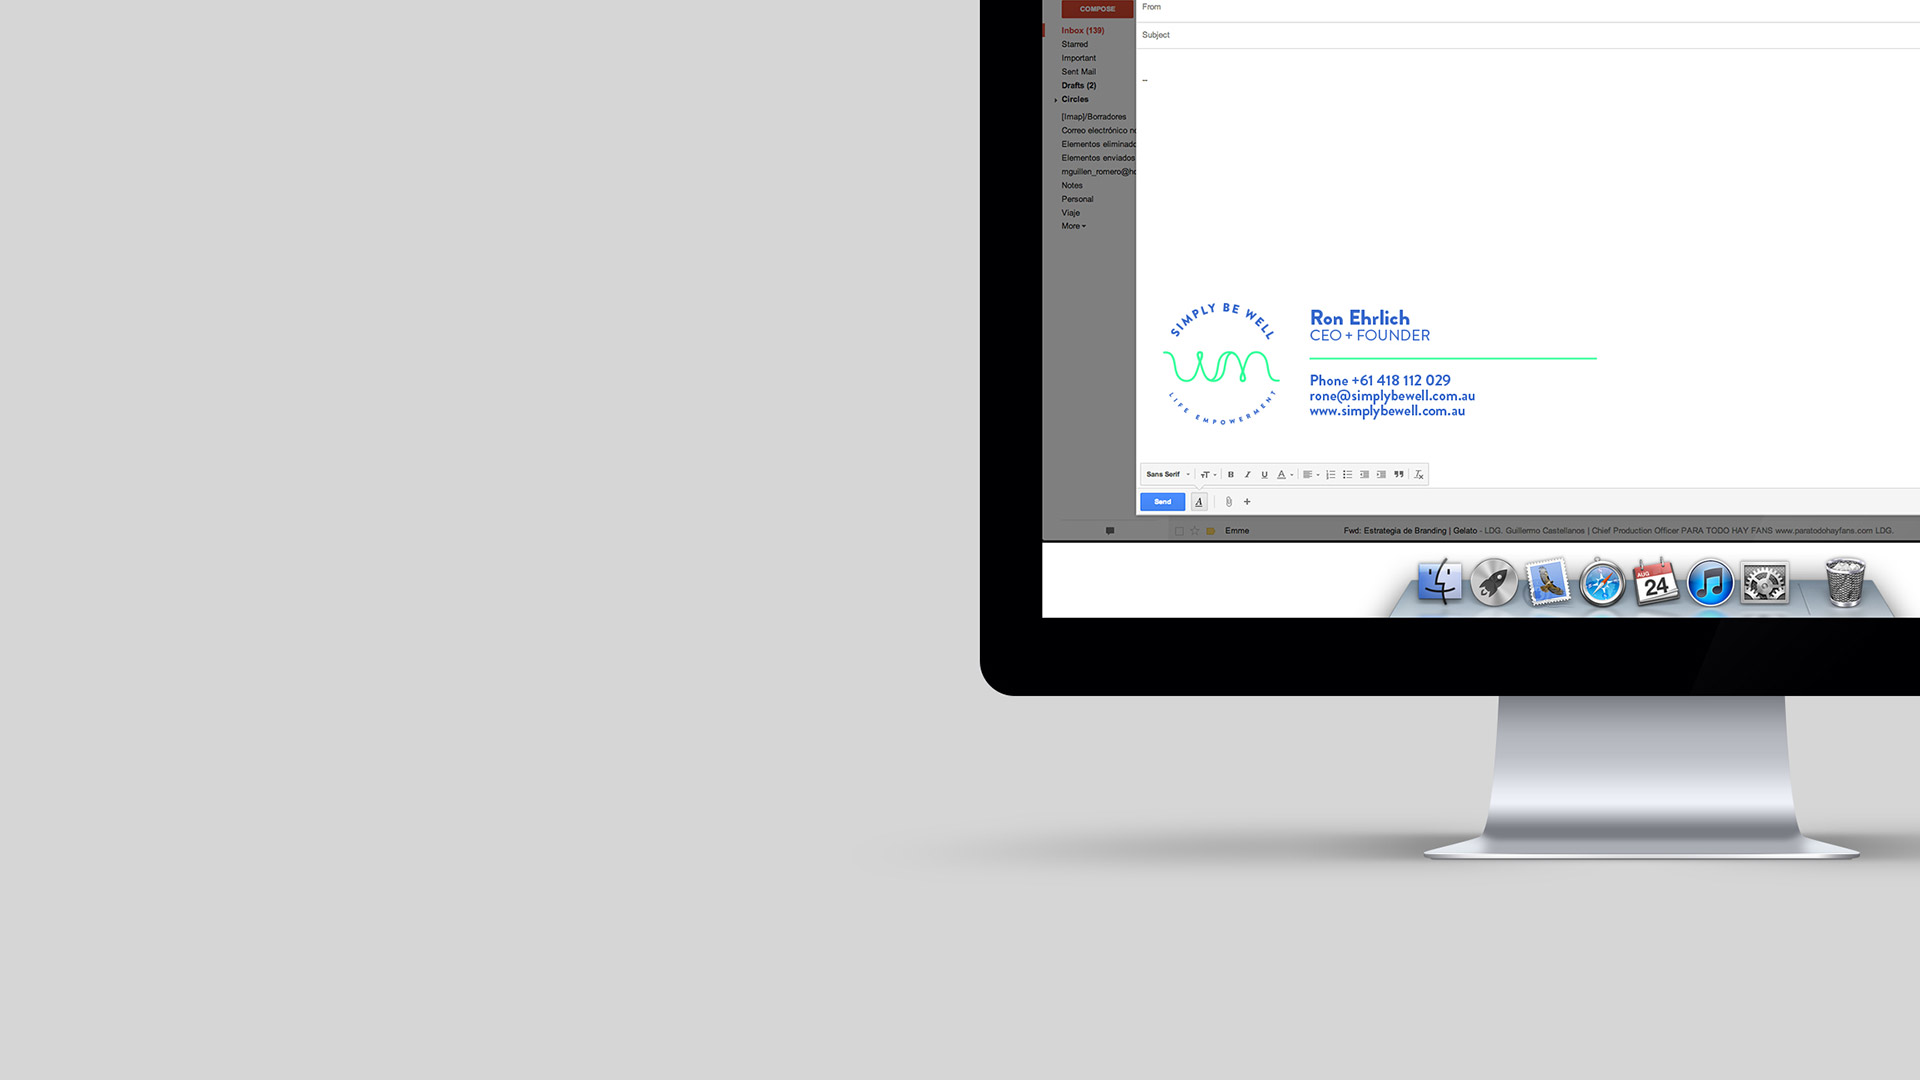 COMPOSE
Inbox (139)
Starred
Important
Sent Mail
Drafts (2)
Circles
[Imap]/Borradores
Correo electrónico
Elementos eliminado
Elementos enviados
mguillen_romero@ho
Notes
Personal
Viaje
More
From
Subject
--
SIMPLY BE WELL
LIFE EMPOWERMENT
Ron Ehrlich
CEO + FOUNDER
Phone +61 418 112 029
rone@simplybewell.com.au
www.simplybewell.com.au
Sans Serif
Send
Emme
Fwd: Estrategia de Branding | Gelato - LDG. Guillermo Castellanos | Chief Production Officer PARA TODO HAY FANS www.paratodohayfans.com LDG.
AUG
24